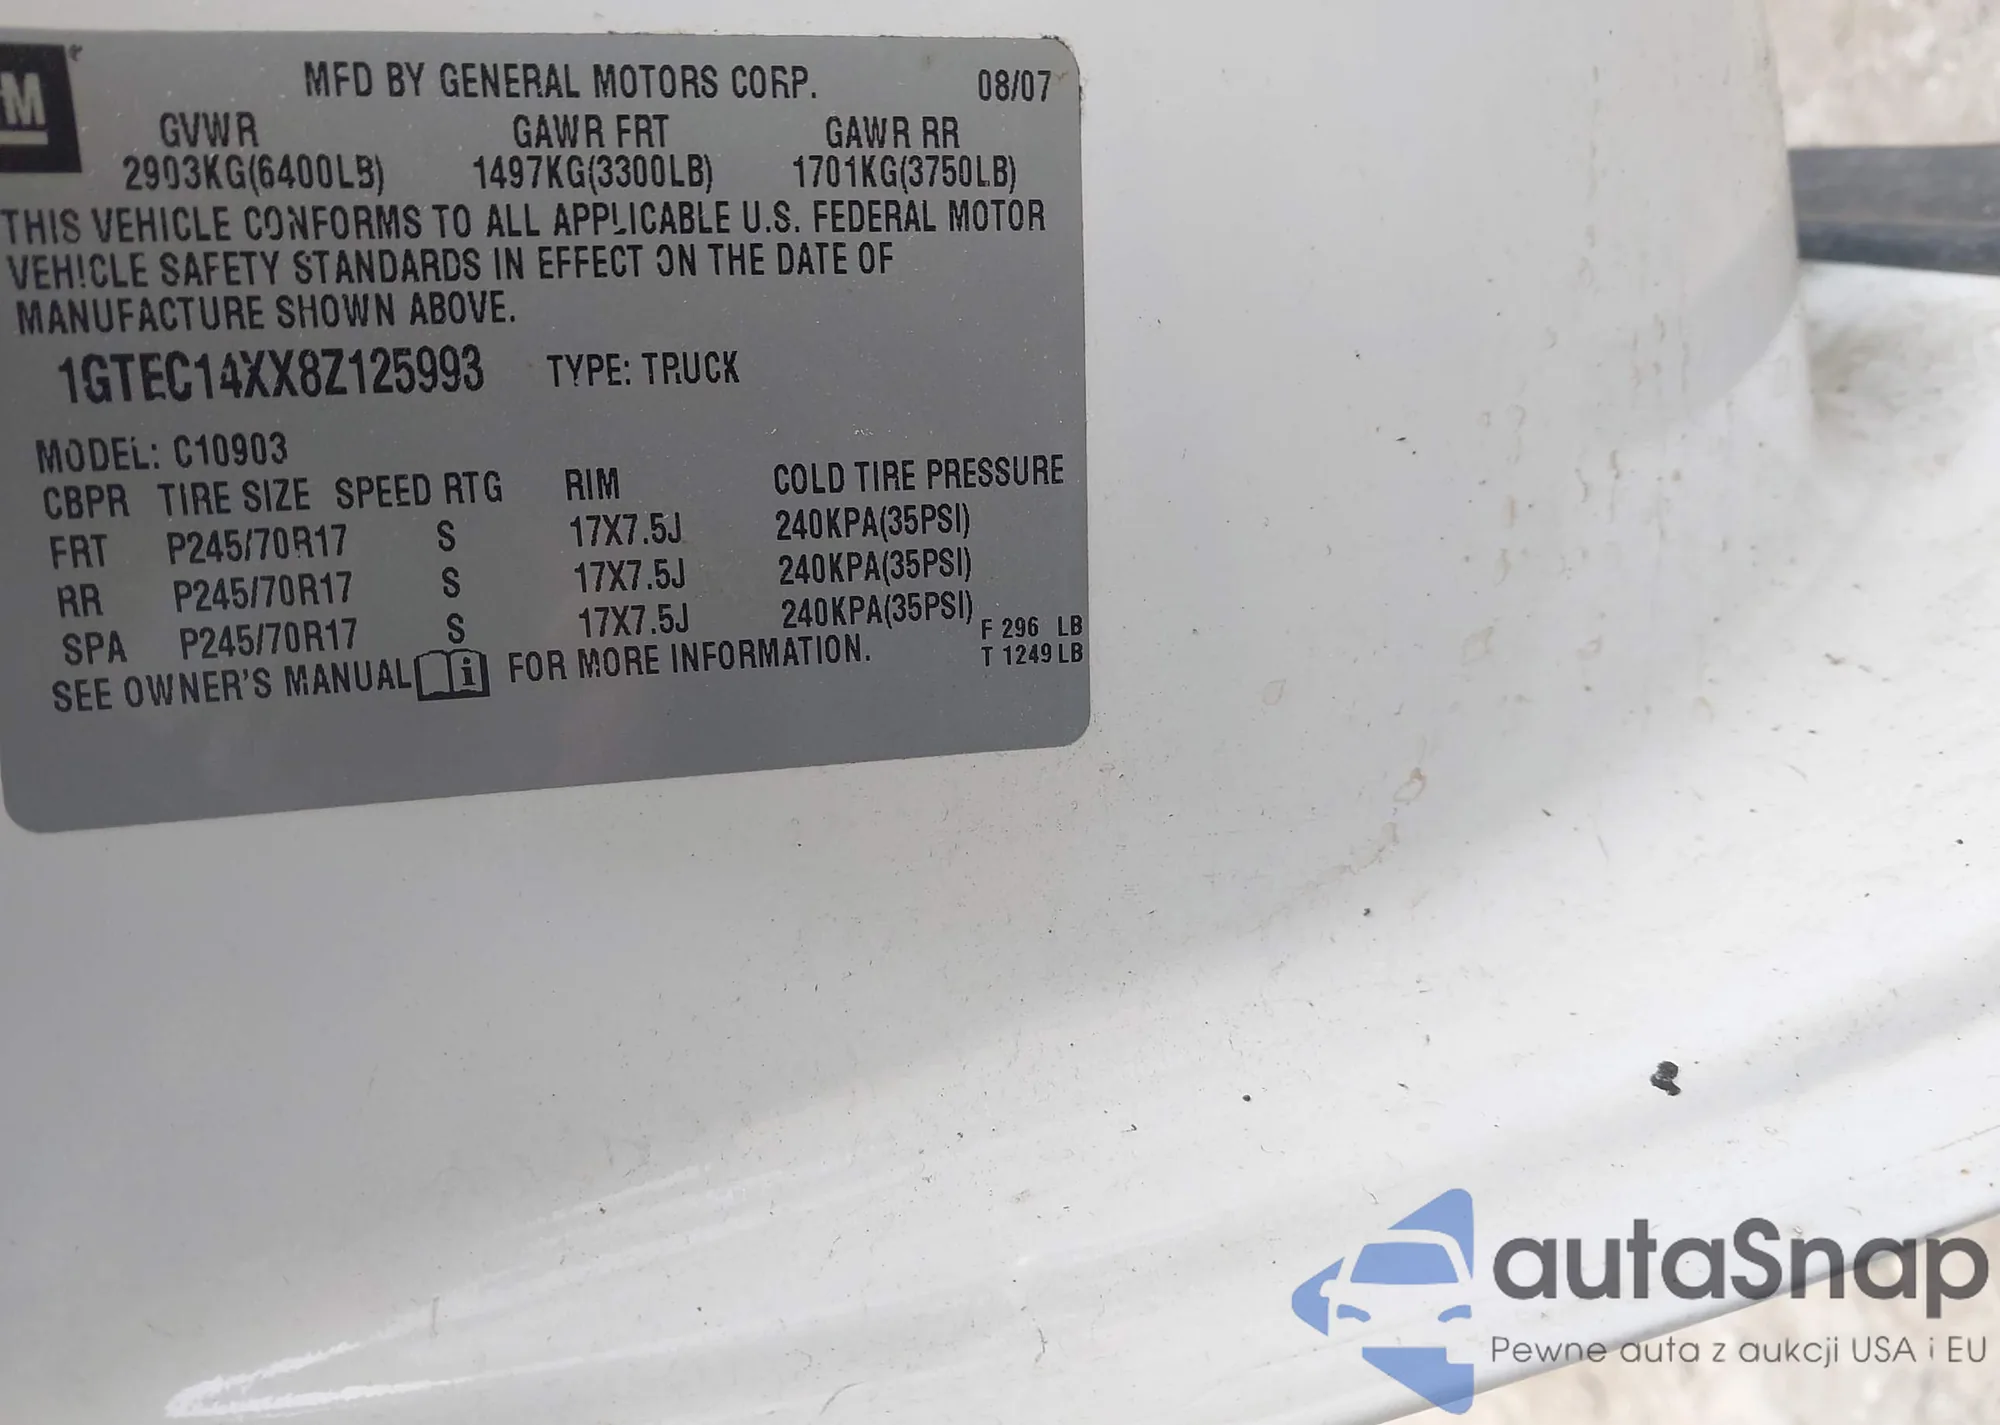 M
MFD BY GENERAL MOTORS CORP. 08/07
GVWR GAWR FRT GAWR RR
2903KG(6400LB) 1497KG(3300LB) 1701KG(3750LB)
THIS VEHICLE CONFORMS TO ALL APPLICABLE U.S. FEDERAL MOTOR
VEHICLE SAFETY STANDARDS IN EFFECT ON THE DATE OF
MANUFACTURE SHOWN ABOVE.
1GTEC14XX8Z125993 TYPE: TRUCK
MODEL: C10903
CBPR TIRE SIZE SPEED RTG RIM COLD TIRE PRESSURE
FRT P245/70R17 S 17X7.5J 240KPA(35PSI)
RR P245/70R17 S 17X7.5J 240KPA(35PSI)
SPA P245/70R17 S 17X7.5J 240KPA(35PSI)
SEE OWNER'S MANUAL FOR MORE INFORMATION.
F 296 LB
T 1249 LB
autaSnap
Pewne auta z aukcji USA i EU